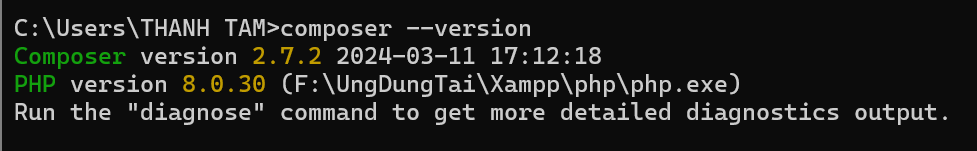 C:\Users\THANH TAM>composer --version
Composer version 2.7.2 2024-03-11 17:12:18
PHP version 8.0.30 (F:\UngDungTai\Xampp\php\php.exe)
Run the "diagnose" command to get more detailed diagnostics output.